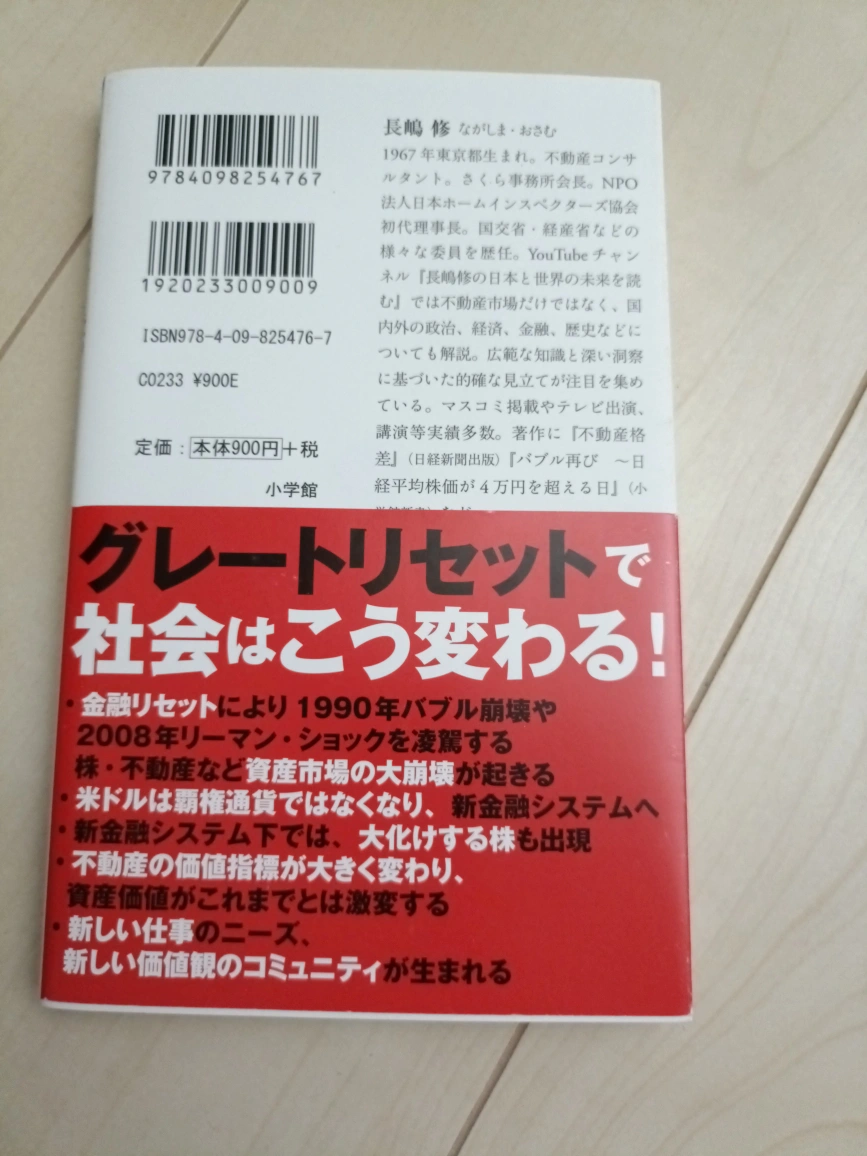 9784098254767
1920233009009
ISBN978-4-09-825476-7
C0233 ¥900E
定価：本体900円+税
小学館
長嶋 修 ながしま・おさむ
1967年東京都生まれ。不動産コンサ
ルタント。さくら事務所会長。NPO
法人日本ホームインスペクターズ協会
初代理事長。国交省・経産省などの
様々な委員を歴任。YouTubeチャン
ネル『長嶋修の日本と世界の未来を読
む』では不動産市場だけではなく、国
内外の政治、経済、金融、歴史などに
ついても解説。広範な知識と深い洞察
に基づいた的確な見立てが注目を集め
ている。マスコミ掲載やテレビ出演、
講演等実績多数。著作に『不動産格
差』（日経新聞出版）『バブル再び　～日
経平均株価が4万円を超える日』（小
グレートリセットで
社会はこう変わる!
・金融リセットにより1990年バブル崩壊や
2008年リーマン・ショックを凌駕する
株・不動産など資産市場の大崩壊が起きる
・米ドルは覇権通貨ではなくなり、新金融システムへ
・新金融システム下では、大化けする株も出現
・不動産の価値指標が大きく変わり、
資産価値がこれまでとは激変する
・新しい仕事のニーズ、
新しい価値観のコミュニティが生まれる